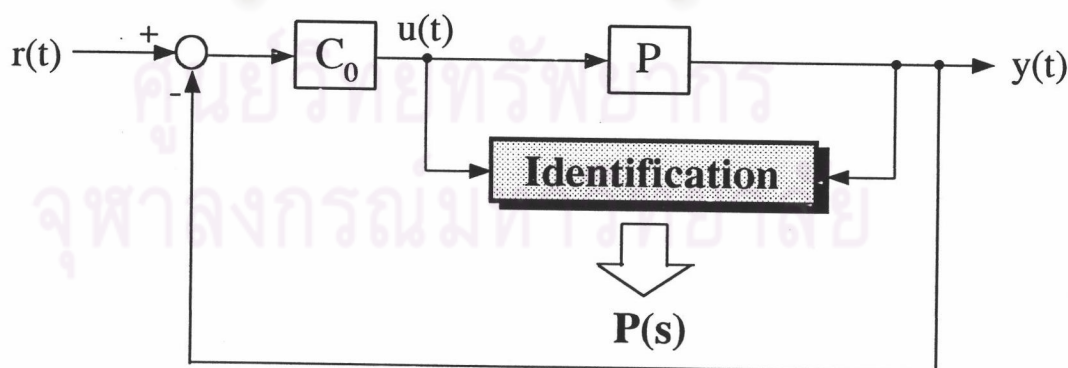 +
r(t)
C₀
u(t)
P
y(t)
-
ศูนย์วิทยทรัพยากร
Identification
จุฬาลงกรณ์มหาวิทยาลัย
P(s)